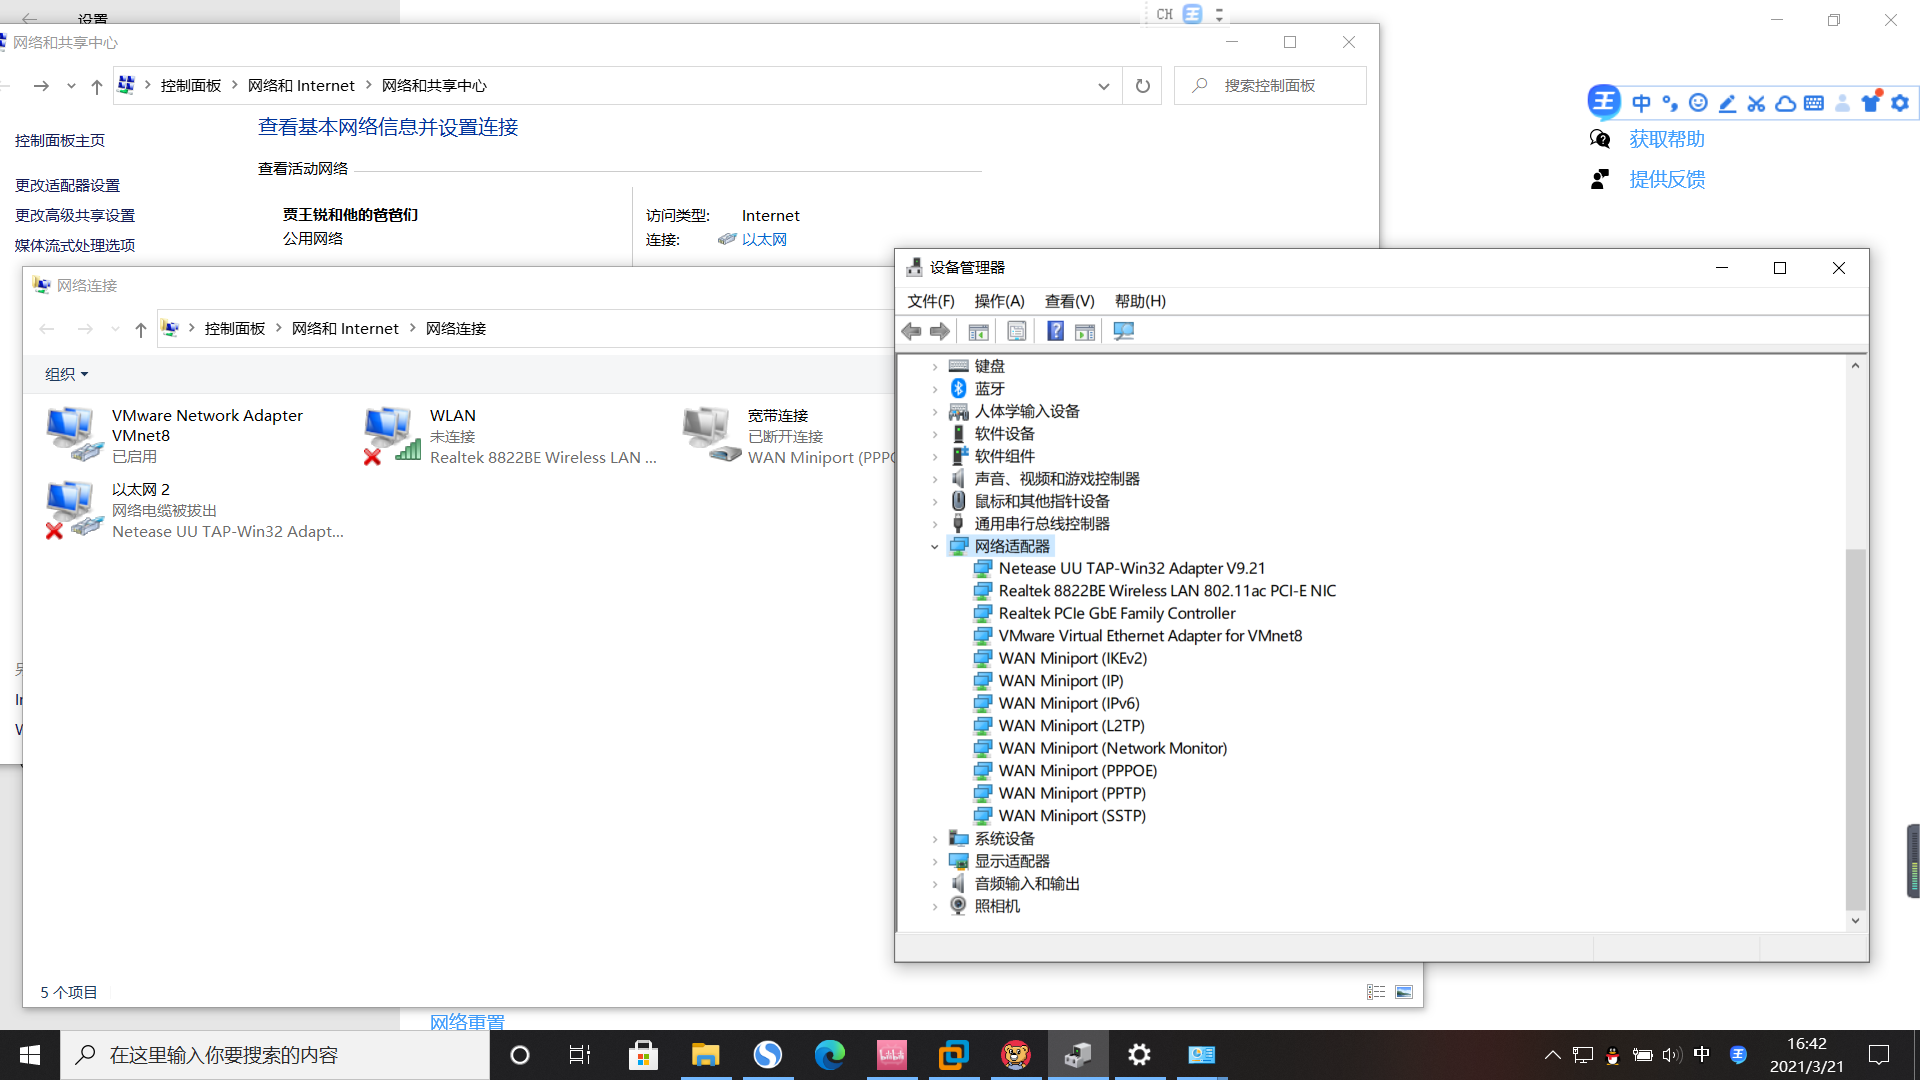 设置
CH
网络和共享中心
控制面板
网络和 Internet
网络和共享中心
搜索控制面板
控制面板主页
更改适配器设置
更改高级共享设置
媒体流式处理选项
查看基本网络信息并设置连接
查看活动网络
贾王锐和他的爸爸们
公用网络
访问类型:
Internet
连接:
以太网
王 中
获取帮助
提供反馈
网络连接
控制面板
网络和 Internet
网络连接
组织
VMware Network Adapter
VMnet8
已启用
WLAN
未连接
Realtek 8822BE Wireless LAN ...
宽带连接
已断开连接
WAN Miniport (PPPO
以太网 2
网络电缆被拔出
Netease UU TAP-Win32 Adapt...
5 个项目
设备管理器
文件(F) 操作(A) 查看(V) 帮助(H)
键盘
蓝牙
人体学输入设备
软件设备
软件组件
声音、视频和游戏控制器
鼠标和其他指针设备
通用串行总线控制器
网络适配器
Netease UU TAP-Win32 Adapter V9.21
Realtek 8822BE Wireless LAN 802.11ac PCI-E NIC
Realtek PCIe GbE Family Controller
VMware Virtual Ethernet Adapter for VMnet8
WAN Miniport (IKEv2)
WAN Miniport (IP)
WAN Miniport (IPv6)
WAN Miniport (L2TP)
WAN Miniport (Network Monitor)
WAN Miniport (PPPOE)
WAN Miniport (PPTP)
WAN Miniport (SSTP)
系统设备
显示适配器
音频输入和输出
照相机
网络重置
在这里输入你要搜索的内容
bilibili
中
王
16:42
2021/3/21